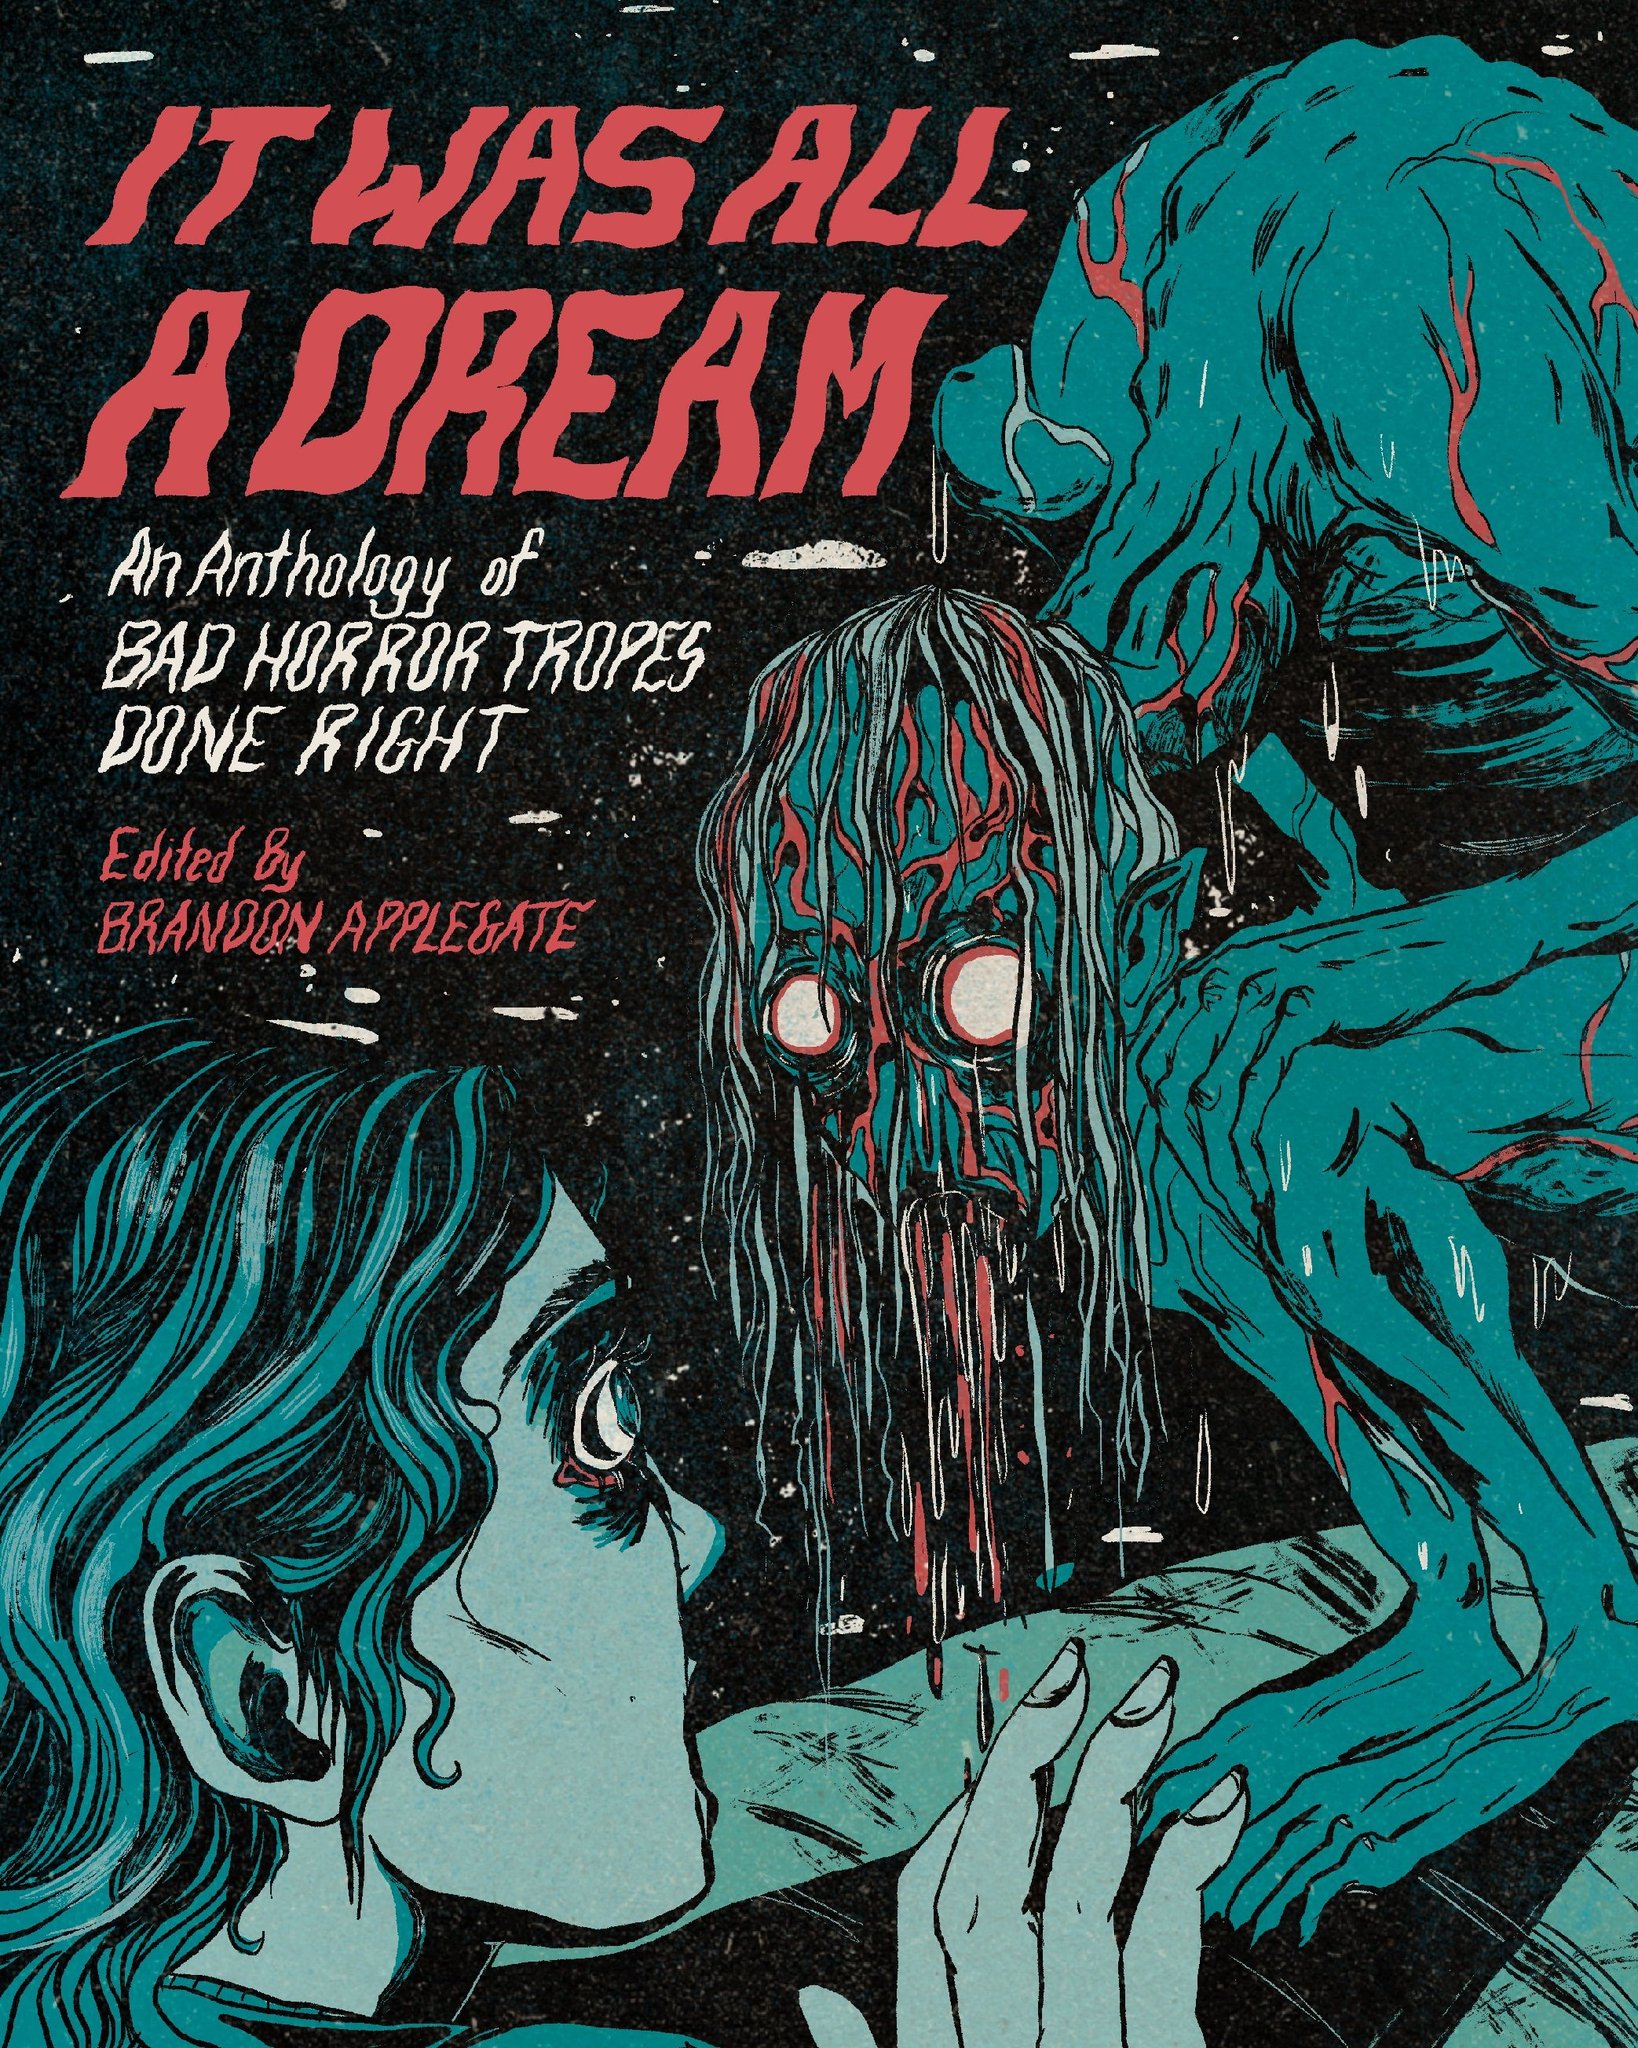 IT WAS ALL
A DREAM
An Anthology of
BAD HORROR TROPES
DONE RIGHT
Edited By
BRANDON APPLEGATE